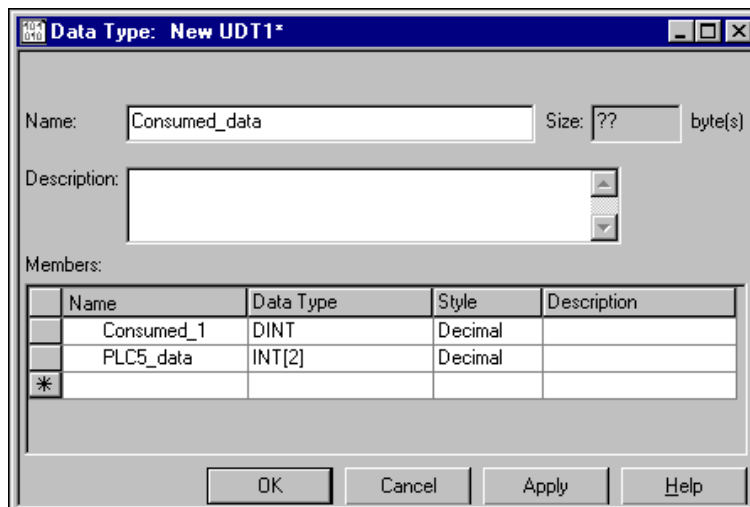 Data Type: New UDT1*
Name: Consumed_data Size: ?? byte(s)
Description:
Members:
Name Data Type Style Description
Consumed_1 DINT Decimal
PLC5_data INT[2] Decimal
OK Cancel Apply Help